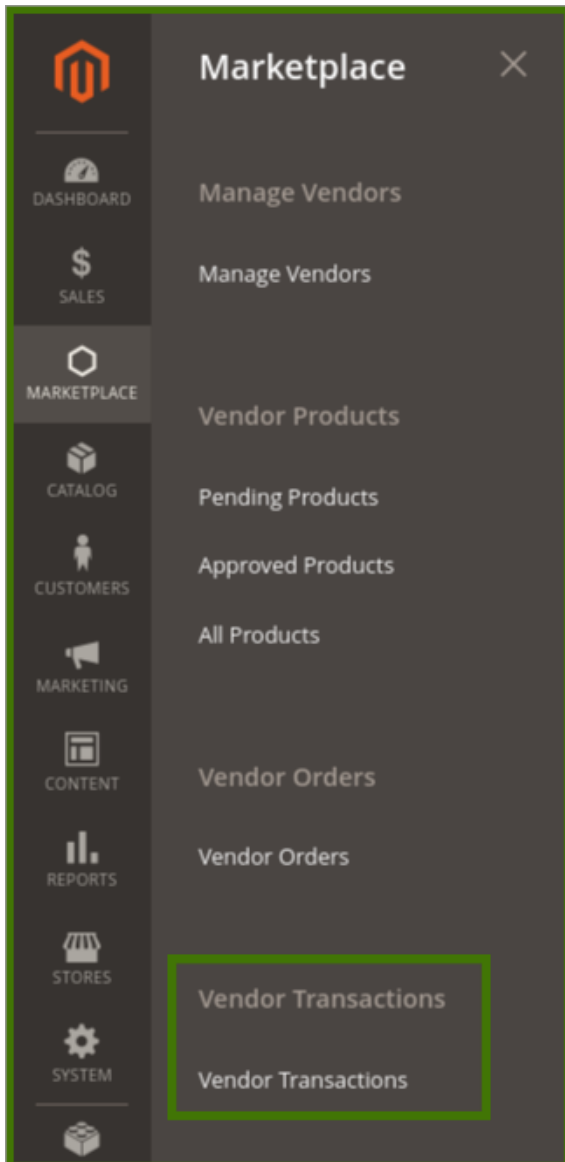 Marketplace
DASHBOARD
SALES
MARKETPLACE
CATALOG
CUSTOMERS
MARKETING
CONTENT
REPORTS
STORES
SYSTEM
Manage Vendors
Manage Vendors
Vendor Products
Pending Products
Approved Products
All Products
Vendor Orders
Vendor Orders
Vendor Transactions
Vendor Transactions